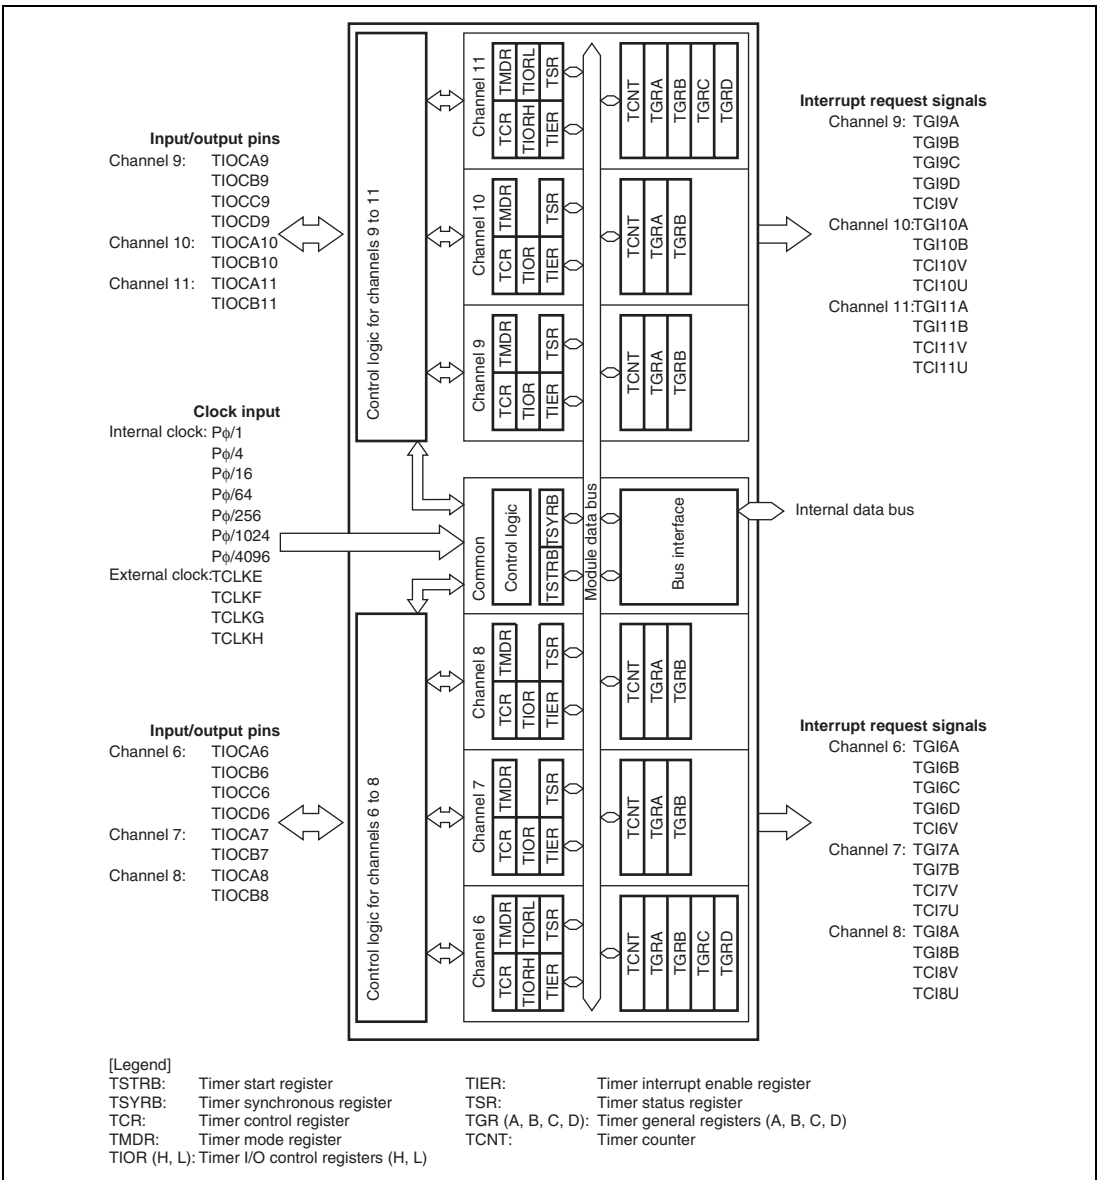 Input/output pins
Channel 9: TIOCA9
TIOCB9
TIOCC9
TIOCD9
Channel 10: TIOCA10
TIOCB10
Channel 11: TIOCA11
TIOCB11
Clock input
Internal clock: Pϕ/1
Pϕ/4
Pϕ/16
Pϕ/64
Pϕ/256
Pϕ/1024
Pϕ/4096
External clock: TCLKE
TCLKF
TCLKG
TCLKH
Input/output pins
Channel 6: TIOCA6
TIOCB6
TIOCC6
TIOCD6
Channel 7: TIOCA7
TIOCB7
Channel 8: TIOCA8
TIOCB8
Control logic for channels 9 to 11
Control logic for channels 6 to 8
Channel 11
TCR TMDR
TIORH TIORL
TIER TSR
TCNT
TGRA
TGRB
TGRC
TGRD
Channel 10
TCR TMDR
TIOR
TIER TSR
TCNT
TGRA
TGRB
Channel 9
TCR TMDR
TIOR
TIER TSR
TCNT
TGRA
TGRB
Common
Control logic
TSTRB TSYRB
Module data bus
Bus interface
Internal data bus
Channel 8
TCR TMDR
TIOR
TIER TSR
TCNT
TGRA
TGRB
Channel 7
TCR TMDR
TIOR
TIER TSR
TCNT
TGRA
TGRB
Channel 6
TCR TMDR
TIORH TIORL
TIER TSR
TCNT
TGRA
TGRB
TGRC
TGRD
Interrupt request signals
Channel 9: TGI9A
TGI9B
TGI9C
TGI9D
TCI9V
Channel 10: TGI10A
TGI10B
TCI10V
TCI10U
Channel 11: TGI11A
TGI11B
TCI11V
TCI11U
Interrupt request signals
Channel 6: TGI6A
TGI6B
TGI6C
TGI6D
TCI6V
Channel 7: TGI7A
TGI7B
TCI7V
TCI7U
Channel 8: TGI8A
TGI8B
TCI8V
TCI8U
[Legend]
TSTRB: Timer start register
TSYRB: Timer synchronous register
TCR: Timer control register
TMDR: Timer mode register
TIOR (H, L): Timer I/O control registers (H, L)
TIER: Timer interrupt enable register
TSR: Timer status register
TGR (A, B, C, D): Timer general registers (A, B, C, D)
TCNT: Timer counter